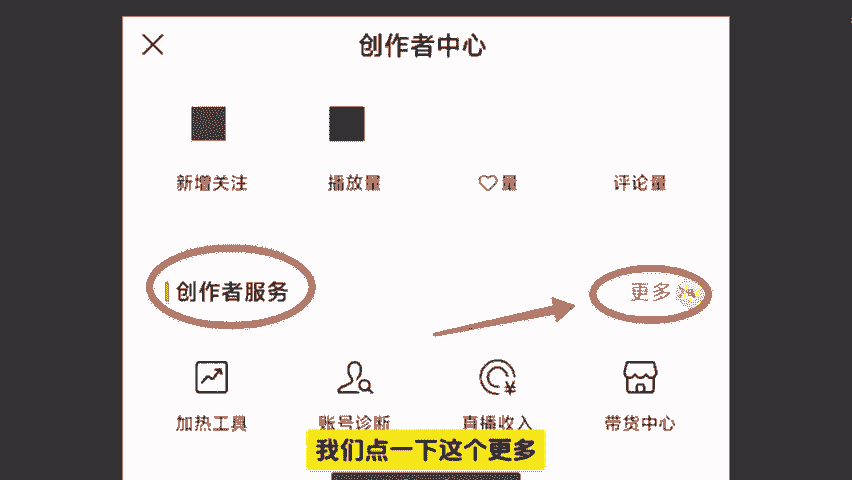 创作者中心
新增关注
播放量
♡量
评论量
创作者服务
更多
加热工具
账号诊断
直播收入
带货中心
我们点一下这个更多